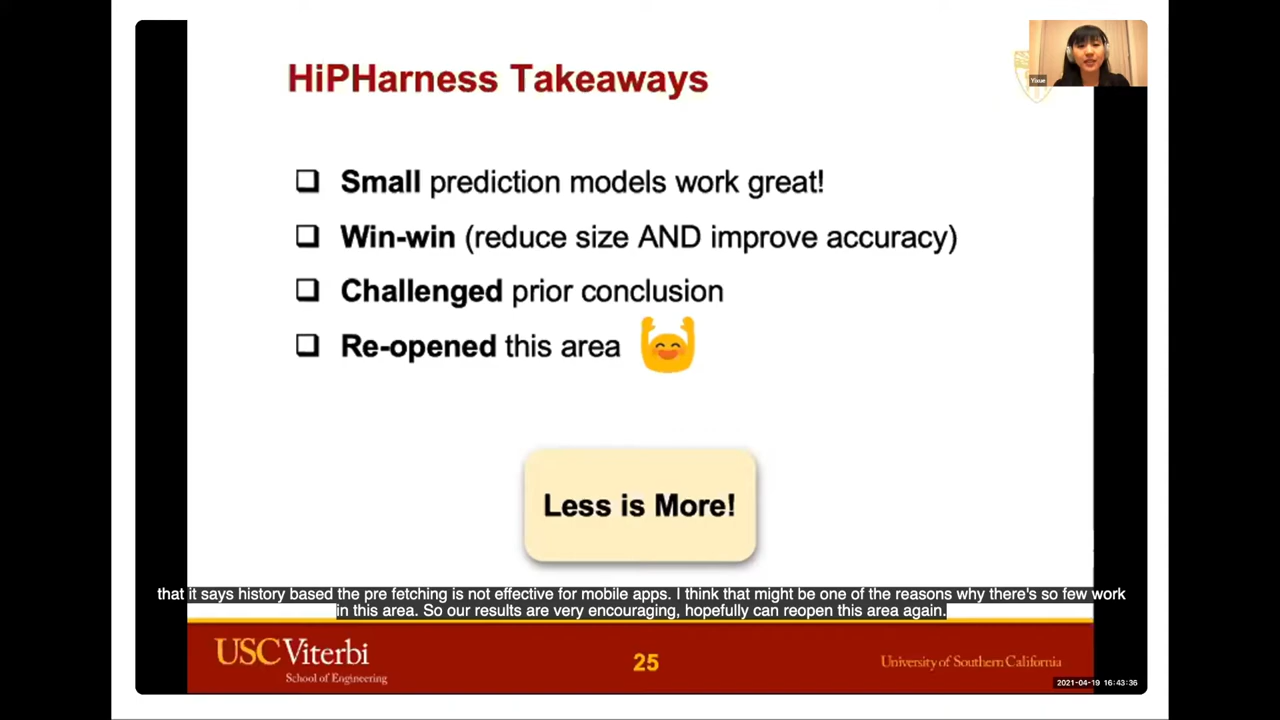 HiPHarness Takeaways
Yixue
❑ Small prediction models work great!
❑ Win-win (reduce size AND improve accuracy)
❑ Challenged prior conclusion
❑ Re-opened this area
Less is More!
that it says history based the pre fetching is not effective for mobile apps. I think that might be one of the reasons why there's so few work
in this area. So our results are very encouraging, hopefully can reopen this area again.
USC Viterbi
School of Engineering
25
University of Southern California
2021-04-19 16:43:36